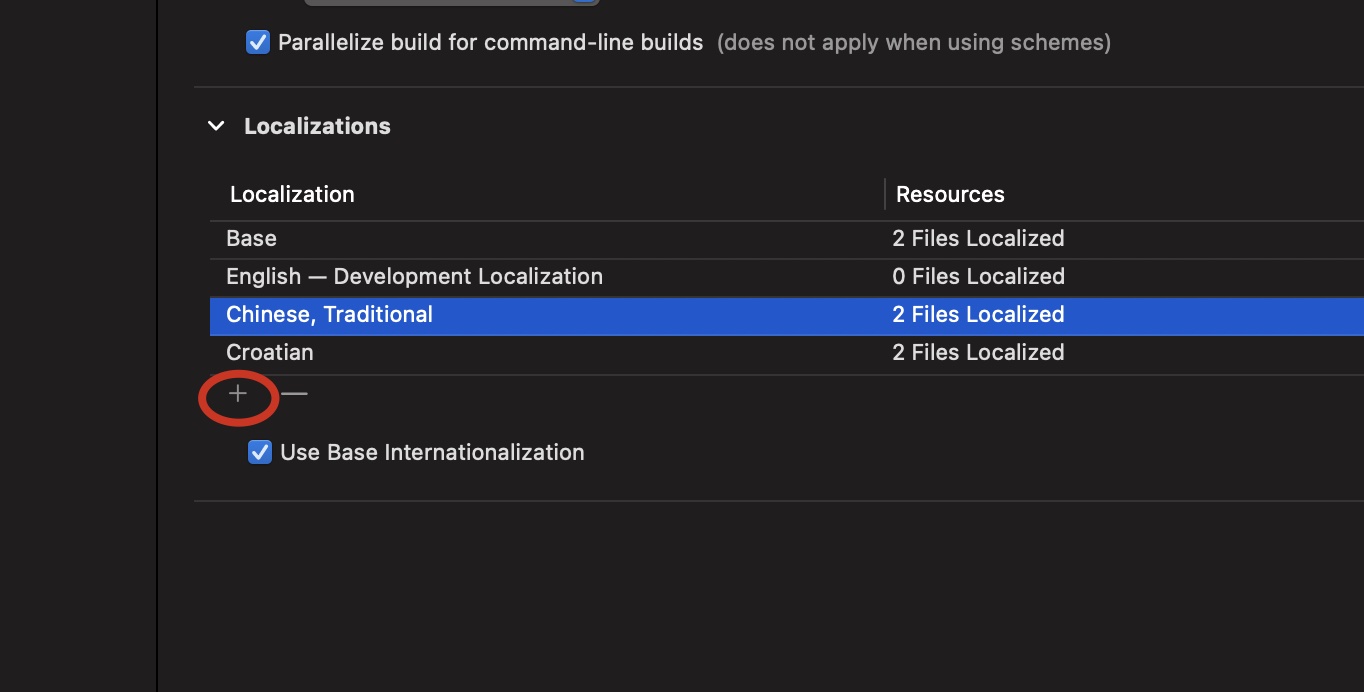 Parallelize build for command-line builds (does not apply when using schemes)
Localizations
Localization Resources
Base 2 Files Localized
English — Development Localization 0 Files Localized
Chinese, Traditional 2 Files Localized
Croatian 2 Files Localized
+ —
Use Base Internationalization